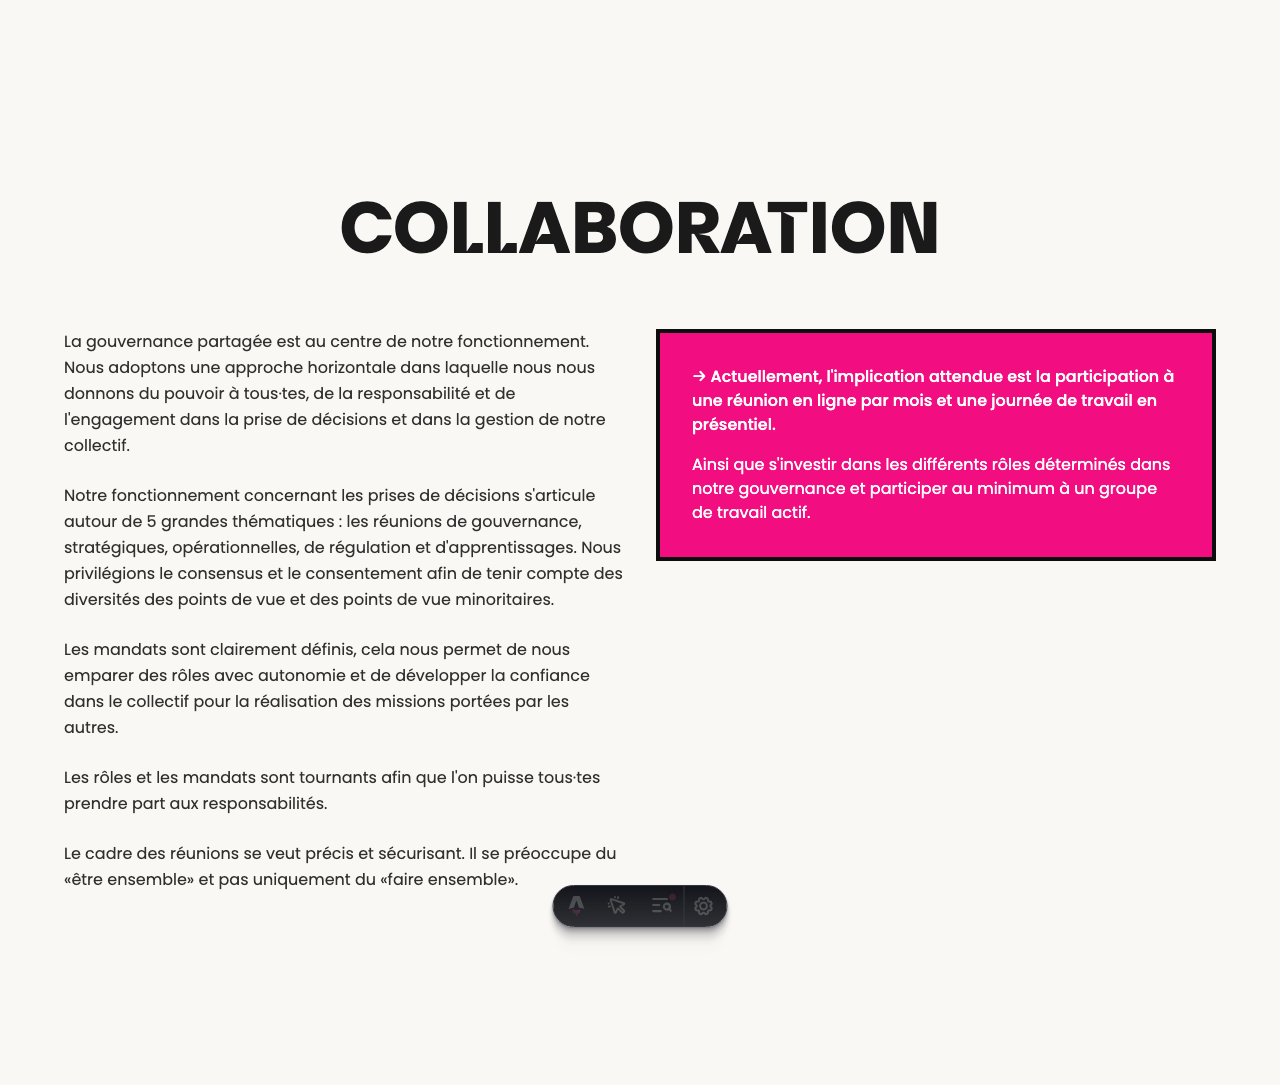 COLLABORATION
La gouvernance partagée est au centre de notre fonctionnement.
Nous adoptons une approche horizontale dans laquelle nous nous
donnons du pouvoir à tous·tes, de la responsabilité et de
l'engagement dans la prise de décisions et dans la gestion de notre
collectif.
Notre fonctionnement concernant les prises de décisions s'articule
autour de 5 grandes thématiques : les réunions de gouvernance,
stratégiques, opérationnelles, de régulation et d'apprentissages. Nous
privilégions le consensus et le consentement afin de tenir compte des
diversités des points de vue et des points de vue minoritaires.
Les mandats sont clairement définis, cela nous permet de nous
emparer des rôles avec autonomie et de développer la confiance
dans le collectif pour la réalisation des missions portées par les
autres.
Les rôles et les mandats sont tournants afin que l'on puisse tous·tes
prendre part aux responsabilités.
Le cadre des réunions se veut précis et sécurisant. Il se préoccupe du
«être ensemble» et pas uniquement du «faire ensemble».
→ Actuellement, l'implication attendue est la participation à
une réunion en ligne par mois et une journée de travail en
présentiel.
Ainsi que s'investir dans les différents rôles déterminés dans
notre gouvernance et participer au minimum à un groupe
de travail actif.